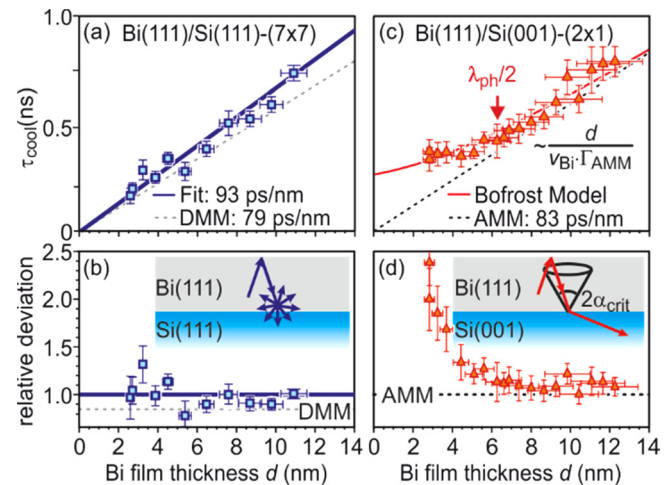 (a) Bi(111)/Si(111)-(7x7)
1.0
0.5
0
τcool(ns)
Fit: 93 ps/nm
DMM: 79 ps/nm
(c) Bi(111)/Si(001)-(2x1)
λph/2
~ d
vBi·ΓAMM
Bofrost Model
AMM: 83 ps/nm
(b)
2.5
2.0
1.5
1.0
relative deviation
Bi(111)
Si(111)
DMM
0 2 4 6 8 10 12 14
Bi film thickness d (nm)
(d)
Bi(111)
2αcrit
Si(001)
AMM
0 2 4 6 8 10 12 14
Bi film thickness d (nm)